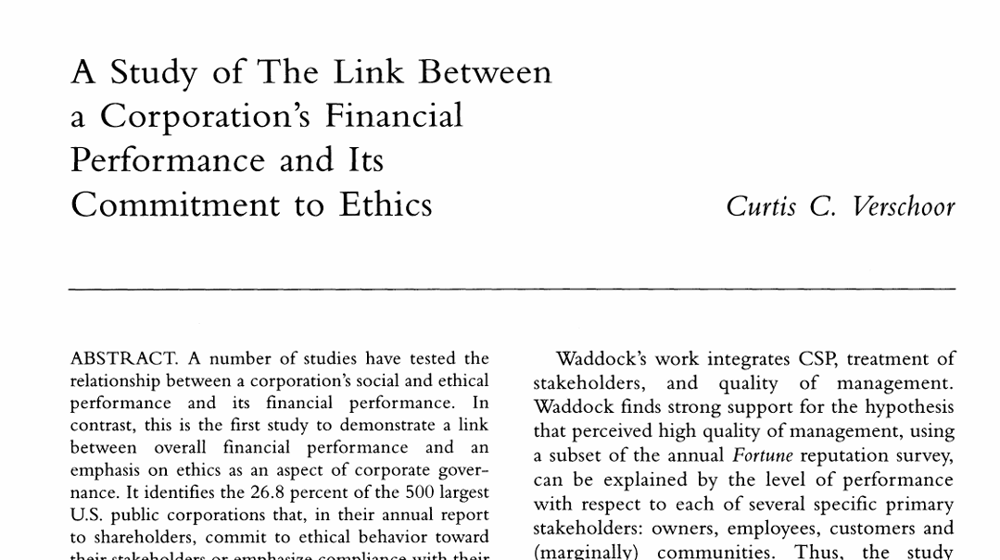 A Study of The Link Between
a Corporation's Financial
Performance and Its
Commitment to Ethics
Curtis C. Verschoor
ABSTRACT. A number of studies have tested the
relationship between a corporation's social and ethical
performance and its financial performance. In
contrast, this is the first study to demonstrate a link
between overall financial performance and an
emphasis on ethics as an aspect of corporate gover-
nance. It identifies the 26.8 percent of the 500 largest
U.S. public corporations that, in their annual report
to shareholders, commit to ethical behavior toward
their stakeholders or emphasize compliance with their
Waddock's work integrates CSP, treatment of
stakeholders, and quality of management.
Waddock finds strong support for the hypothesis
that perceived high quality of management, using
a subset of the annual Fortune reputation survey,
can be explained by the level of performance
with respect to each of several specific primary
stakeholders: owners, employees, customers and
(marginally) communities. Thus, the study